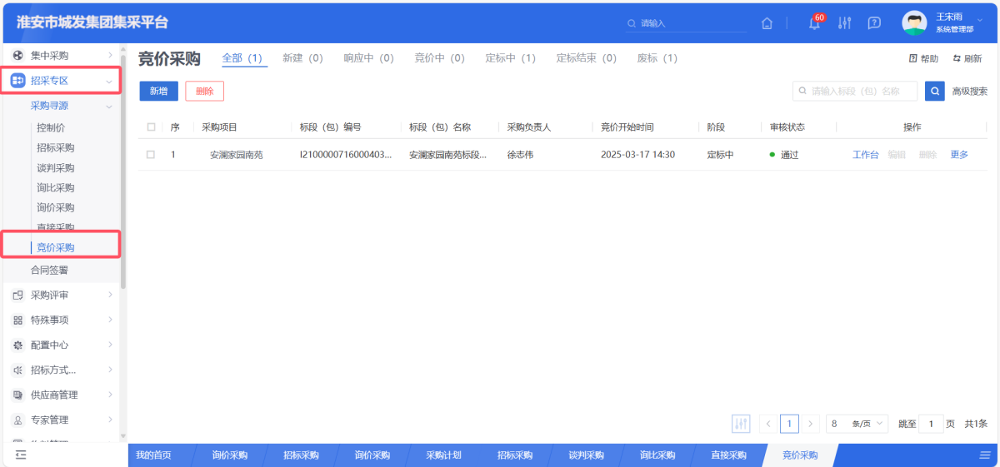 淮安市城发集团集采平台
请输入
60
王宋雨
系统管理部
集中采购
招采专区
采购寻源
控制价
招标采购
谈判采购
询比采购
询价采购
直接采购
竞价采购
合同签署
采购评审
特殊事项
配置中心
招标方式...
供应商管理
专家管理
竞价采购
全部（1）
新建（0）
响应中（0）
竞价中（0）
定标中（1）
定标结束（0）
废标（1）
帮助
刷新
新增
删除
请输入标段（包）名称
高级搜索
序 采购项目 标段（包）编号 标段（包）名称 采购负责人 竞价开始时间 阶段 审核状态 操作
1 安澜家园南苑 I2100000716000403... 安澜家园南苑标段... 徐志伟 2025-03-17 14:30 定标中 通过 工作台 编辑 删除 更多
1 8 条/页 跳至 1 页 共1条
我的首页 询价采购 招标采购 询价采购 采购计划 招标采购 谈判采购 询比采购 直接采购 竞价采购